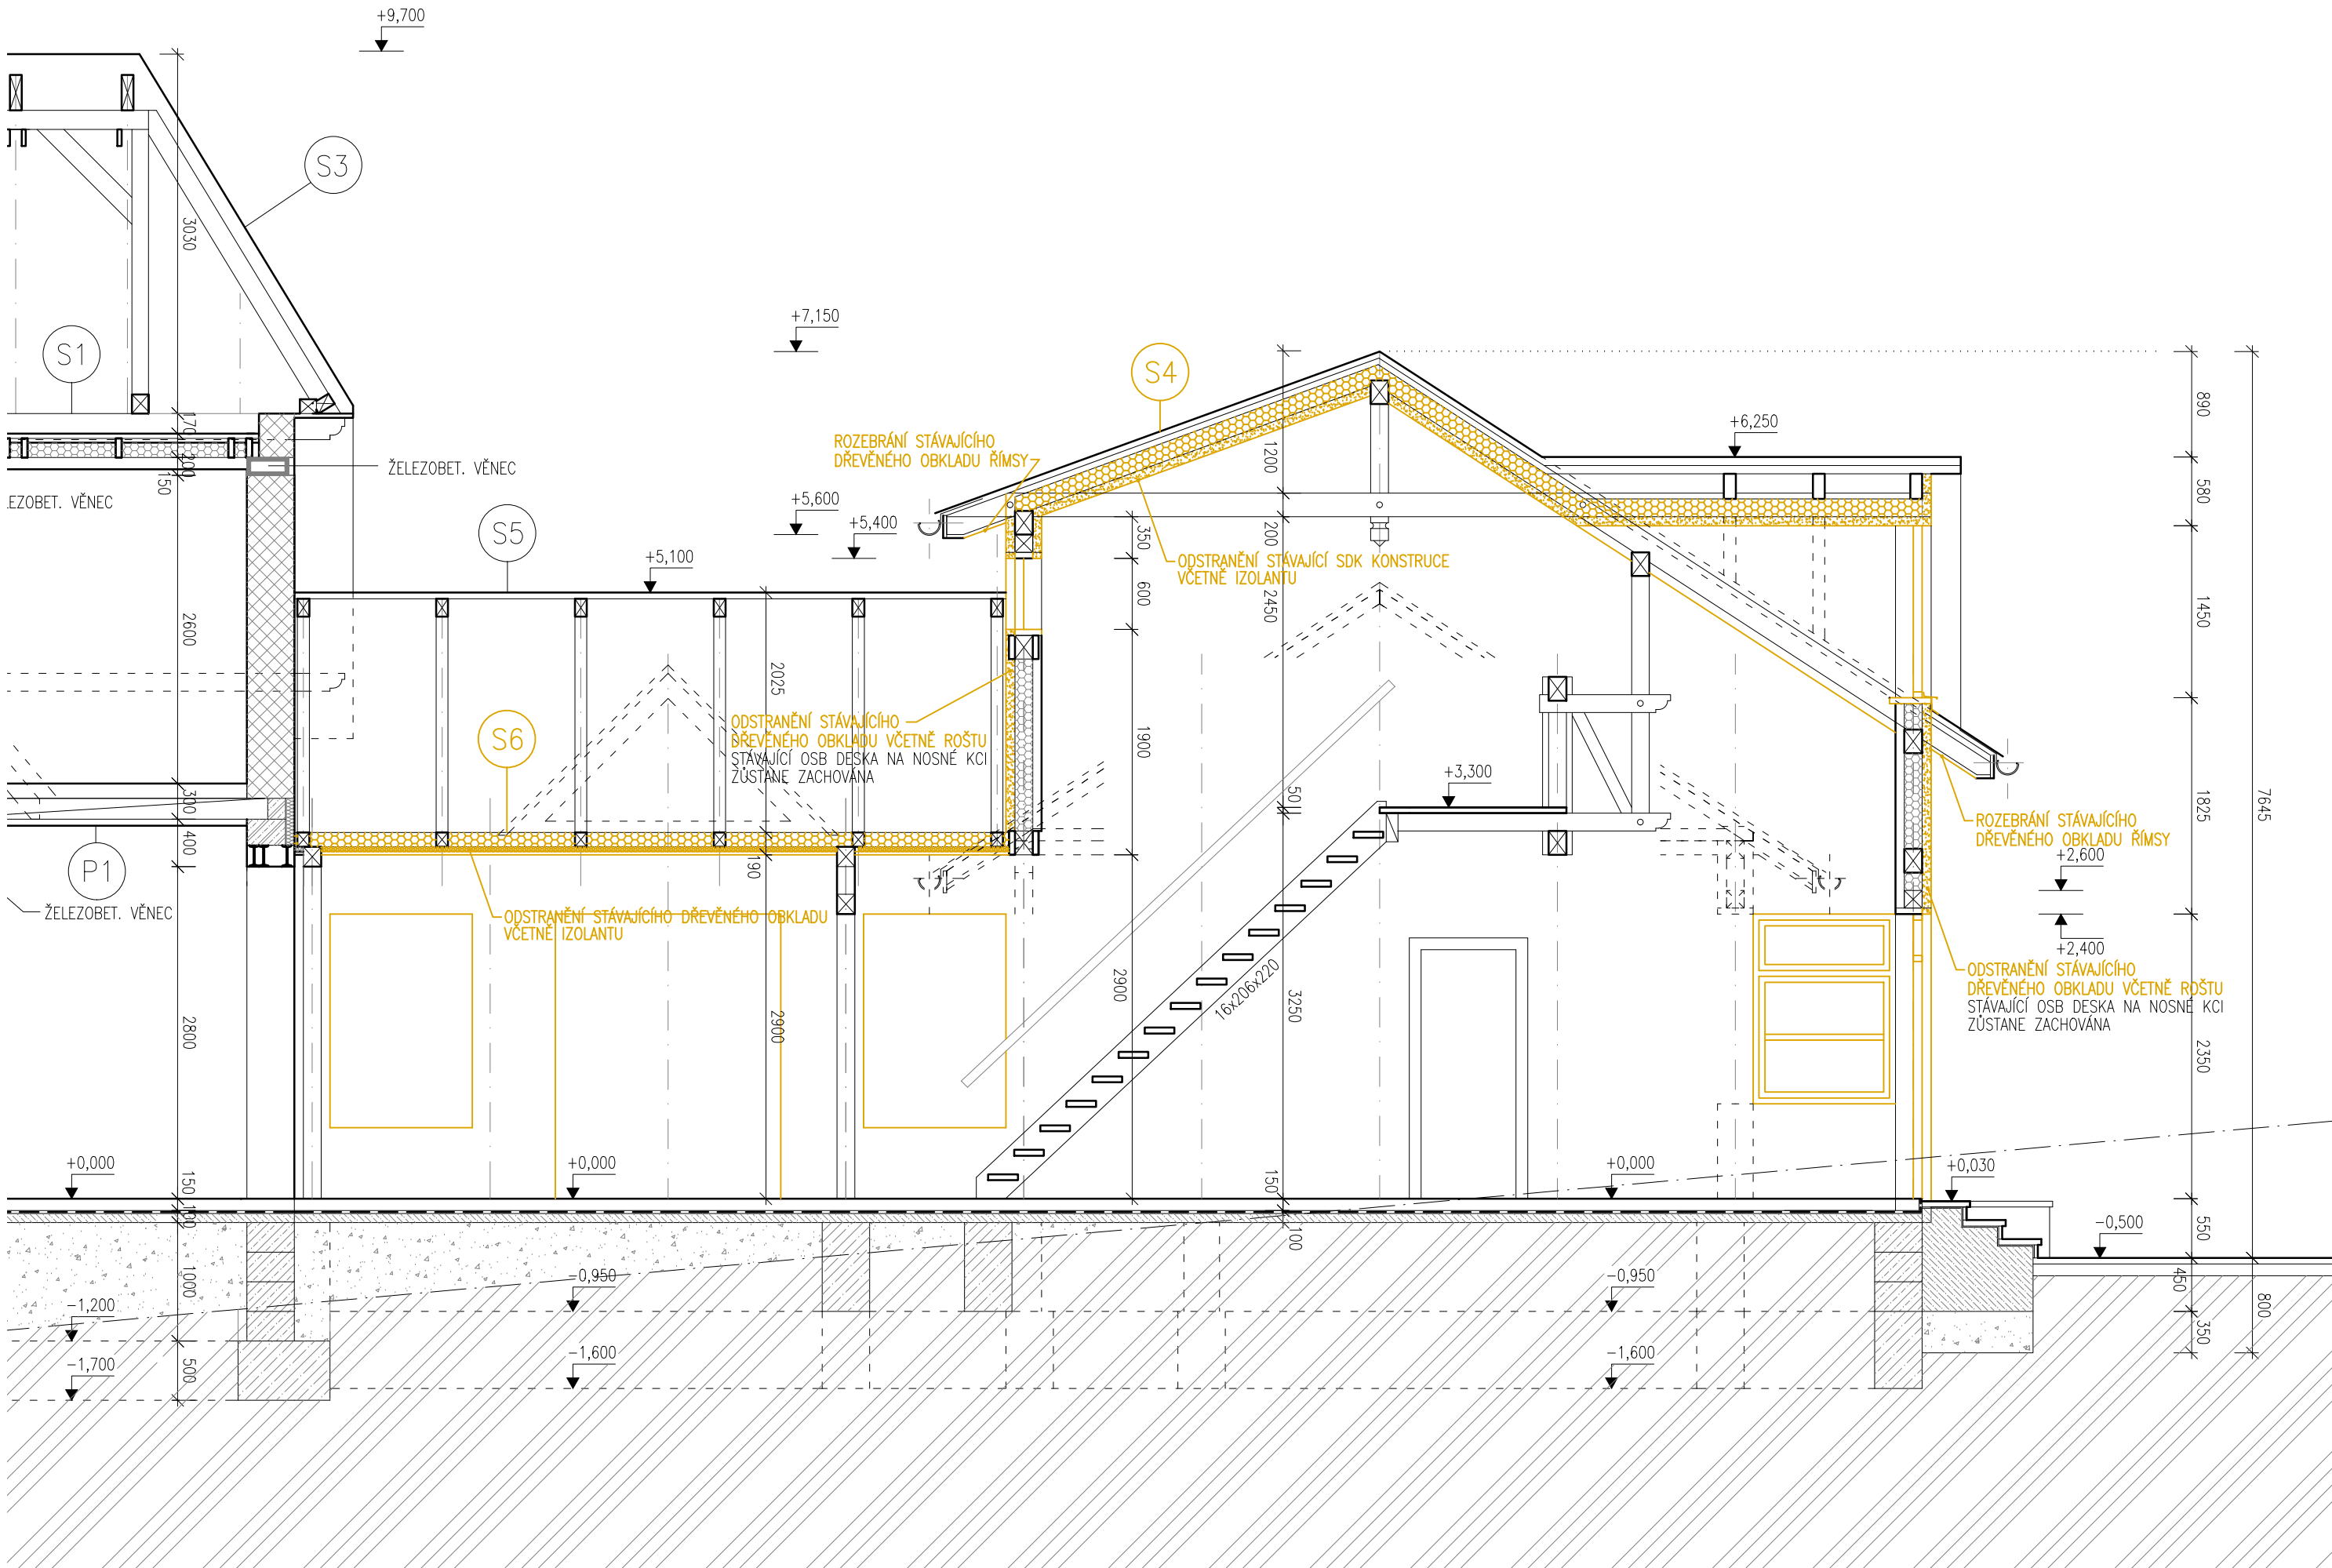 +9,700
S3
3030
S1
+7,150
+6,250
890
S4
ROZEBRÁNÍ STÁVAJÍCÍHO
DŘEVĚNÉHO OBKLADU ŘÍMSY
170
200
150
ŽELEZOBET. VĚNEC
LEZOBET. VĚNEC
1200
580
+5,600
+5,400
S5
+5,100
350
200
ODSTRANĚNÍ STÁVAJÍCÍ SDK KONSTRUCE
VČETNĚ IZOLANTU
600
2450
1450
2600
2025
S6
ODSTRANĚNÍ STÁVAJÍCÍHO
DŘEVĚNÉHO OBKLADU VČETNĚ ROŠTU
STÁVAJÍCÍ OSB DESKA NA NOSNÉ KCI
ZŮSTANE ZACHOVÁNA
1900
+3,300
50
300
400
1825
7645
ROZEBRÁNÍ STÁVAJÍCÍHO
DŘEVĚNÉHO OBKLADU ŘÍMSY
+2,600
P1
190
ŽELEZOBET. VĚNEC
ODSTRANĚNÍ STÁVAJÍCÍHO DŘEVĚNÉHO OBKLADU
VČETNĚ IZOLANTU
+2,400
ODSTRANĚNÍ STÁVAJÍCÍHO
DŘEVĚNÉHO OBKLADU VČETNĚ ROŠTU
STÁVAJÍCÍ OSB DESKA NA NOSNÉ KCI
ZŮSTANE ZACHOVÁNA
2800
2900
2900
3250
16x206x220
2350
+0,000
+0,000
+0,000
+0,030
150
150
100
100
-0,500
550
1000
-0,950
-0,950
450
800
-1,200
350
-1,600
-1,600
-1,700
500